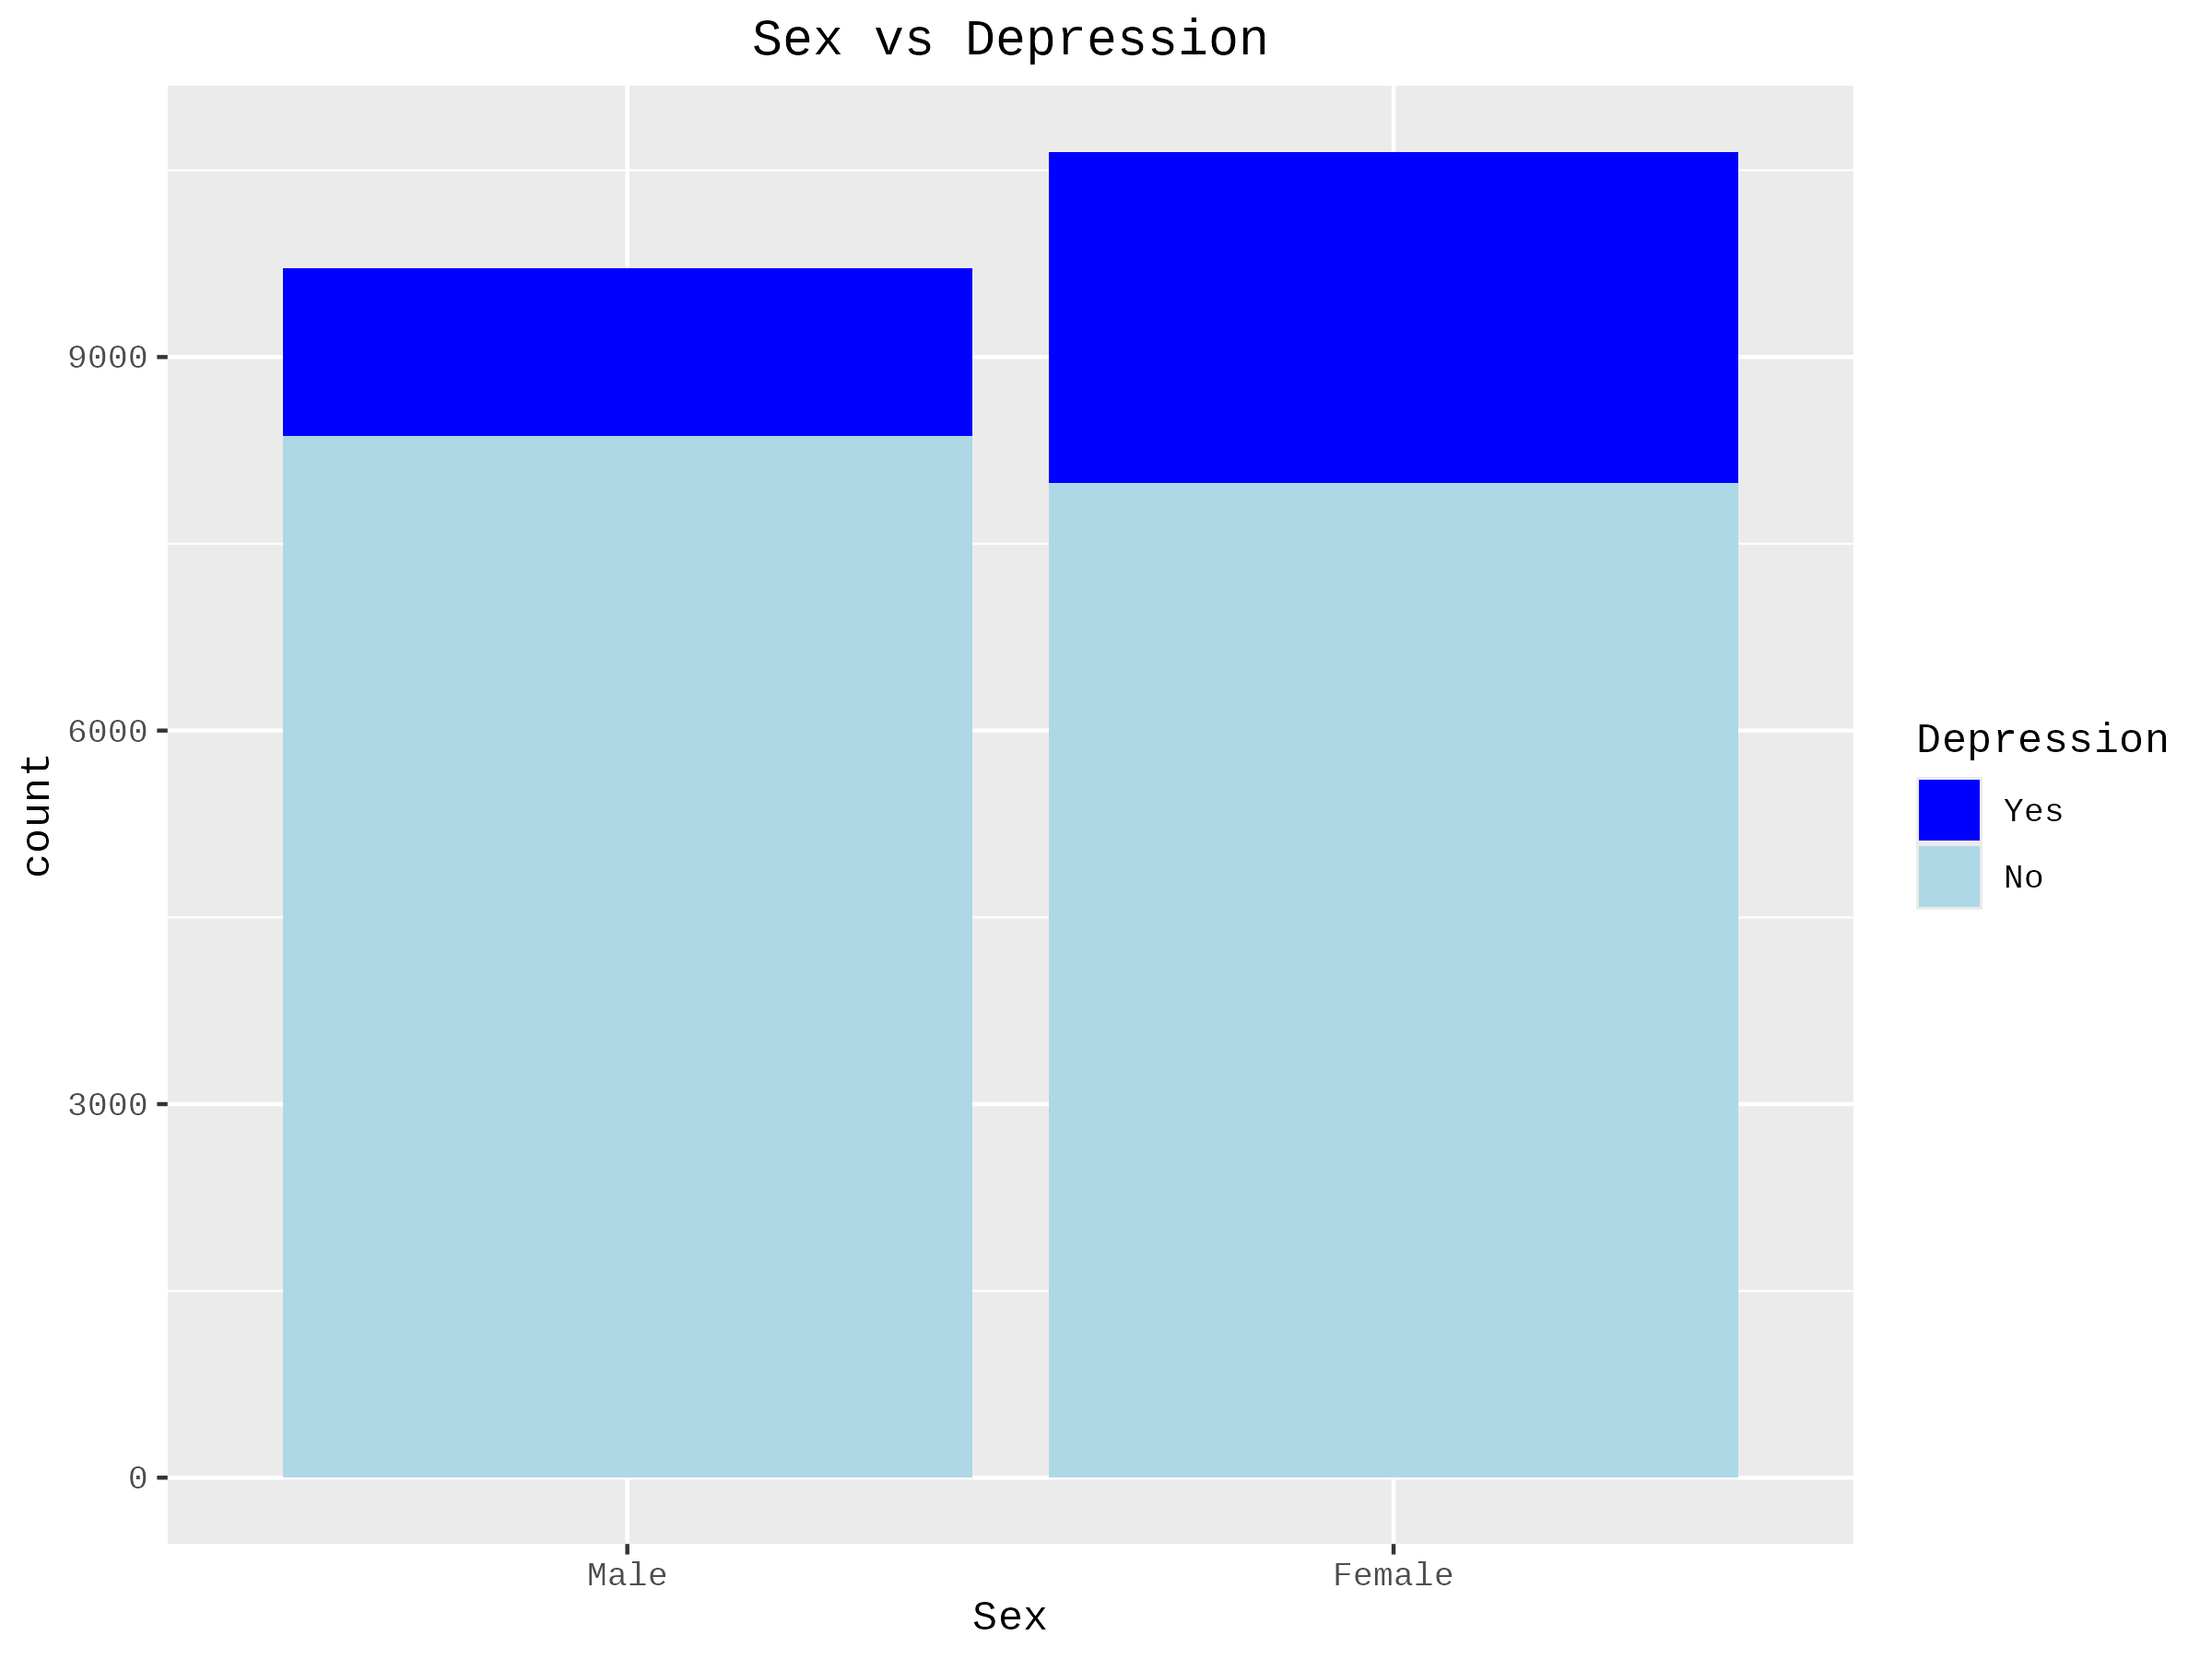 Sex vs Depression
9000
6000
3000
0
count
Male
Female
Sex
Depression
Yes
No